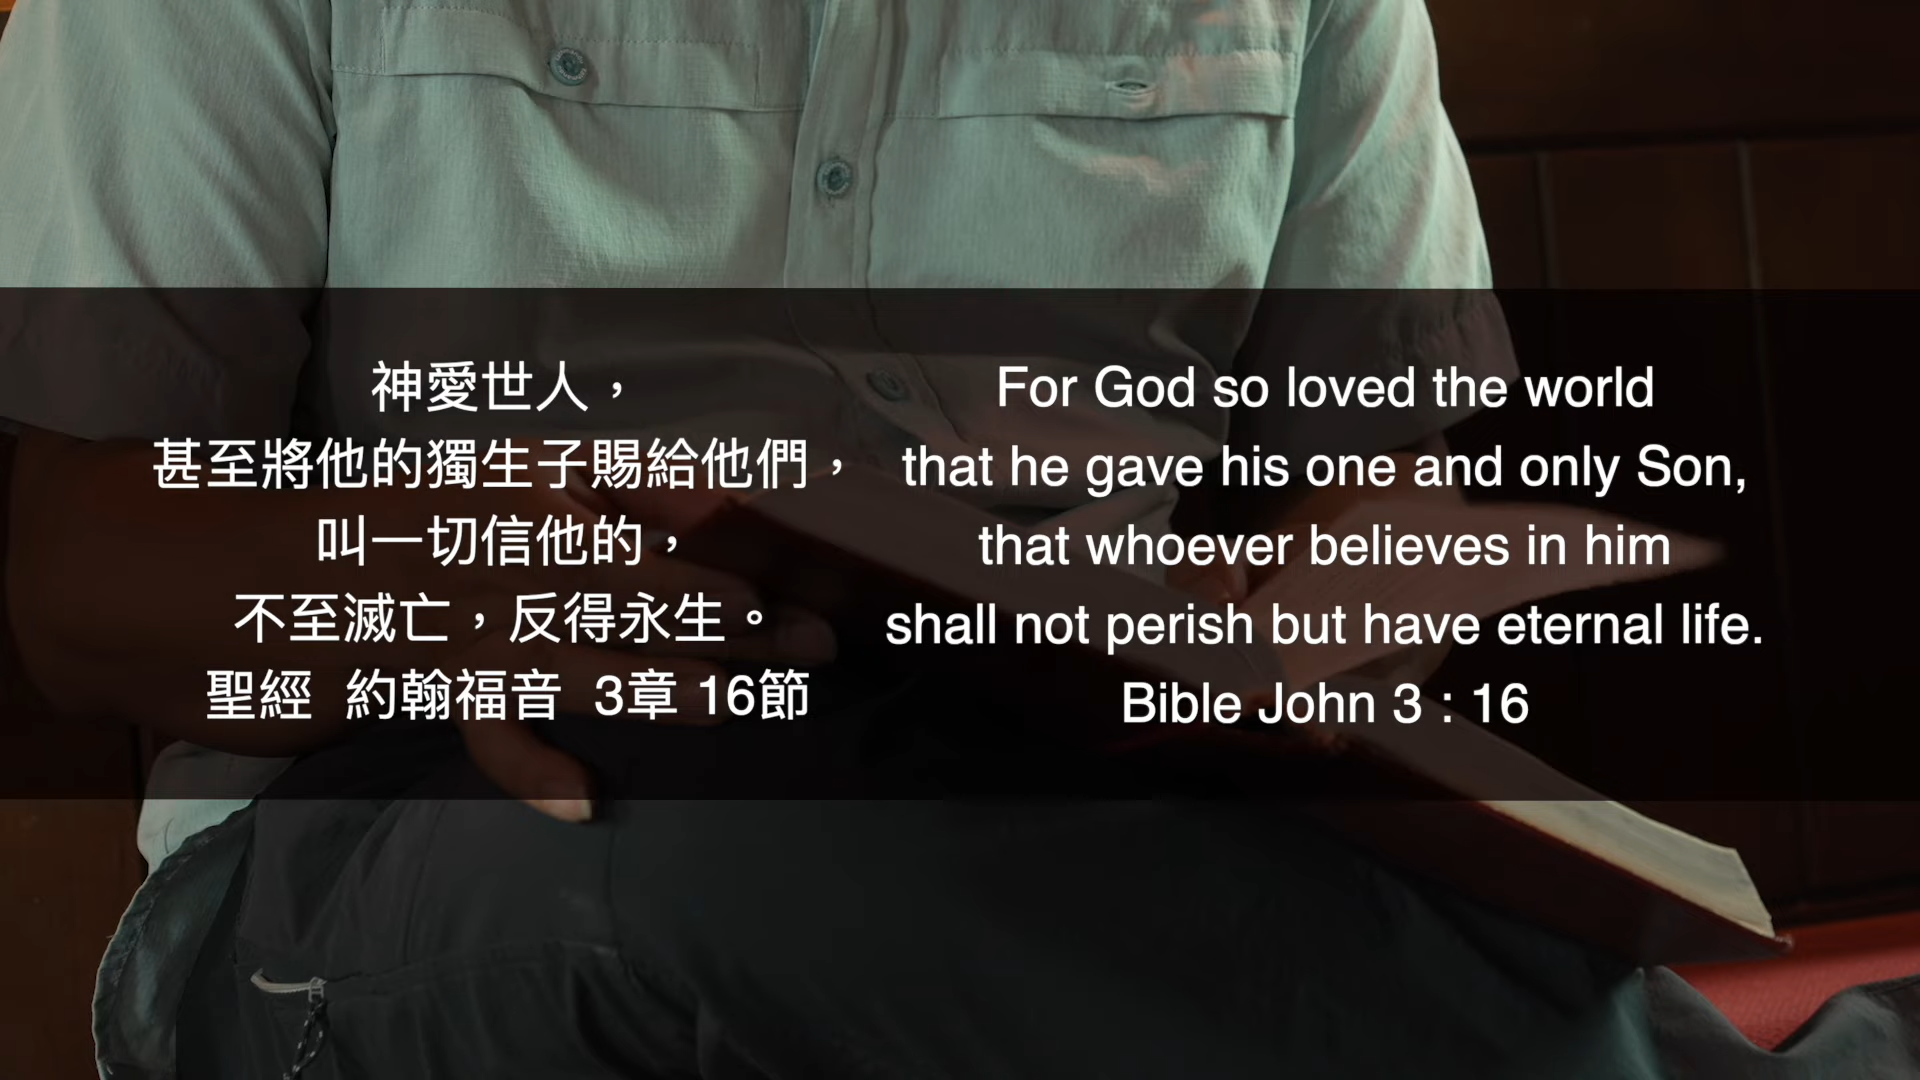 神愛世人，
甚至將他的獨生子賜給他們，
叫一切信他的，
不至滅亡，反得永生。
聖經 約翰福音 3章 16節
For God so loved the world
that he gave his one and only Son,
that whoever believes in him
shall not perish but have eternal life.
Bible John 3 : 16